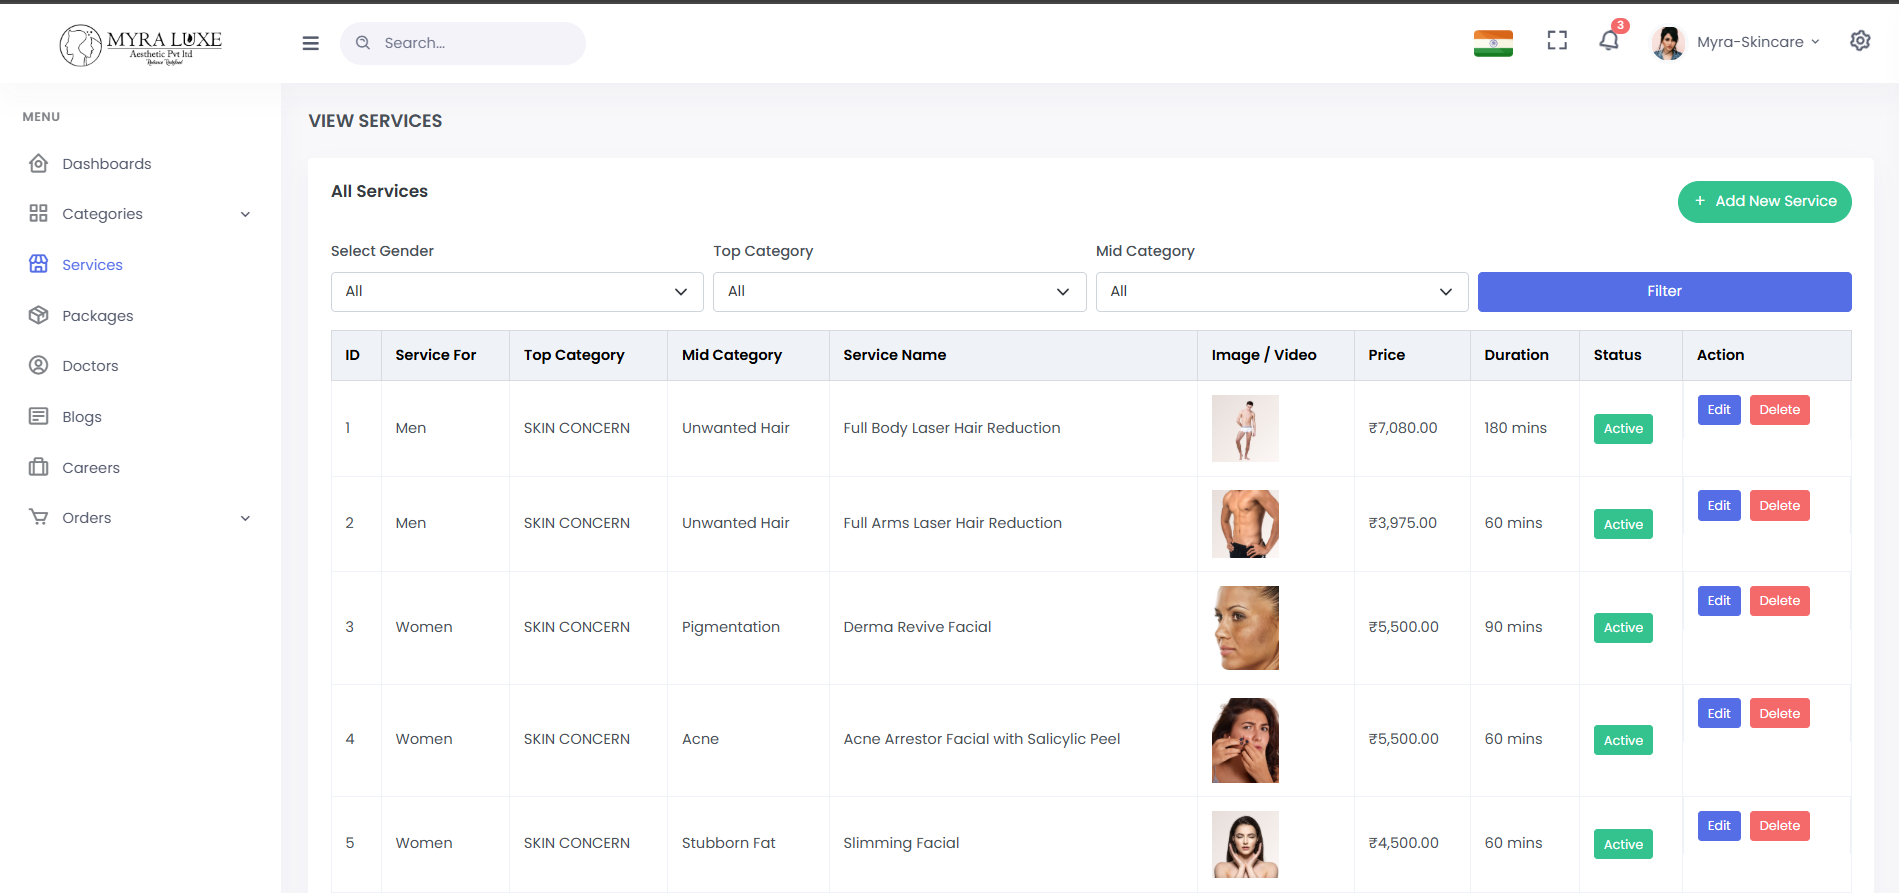 MYRA LUXE
Aesthetic Pvt ltd
Search...
3
Myra-Skincare
MENU
Dashboards
Categories
Services
Packages
Doctors
Blogs
Careers
Orders
VIEW SERVICES
All Services
+ Add New Service
Select Gender Top Category Mid Category
All All All Filter
ID Service For Top Category Mid Category Service Name Image / Video Price Duration Status Action
1 Men SKIN CONCERN Unwanted Hair Full Body Laser Hair Reduction ₹7,080.00 180 mins Active Edit Delete
2 Men SKIN CONCERN Unwanted Hair Full Arms Laser Hair Reduction ₹3,975.00 60 mins Active Edit Delete
3 Women SKIN CONCERN Pigmentation Derma Revive Facial ₹5,500.00 90 mins Active Edit Delete
4 Women SKIN CONCERN Acne Acne Arrestor Facial with Salicylic Peel ₹5,500.00 60 mins Active Edit Delete
5 Women SKIN CONCERN Stubborn Fat Slimming Facial ₹4,500.00 60 mins Active Edit Delete